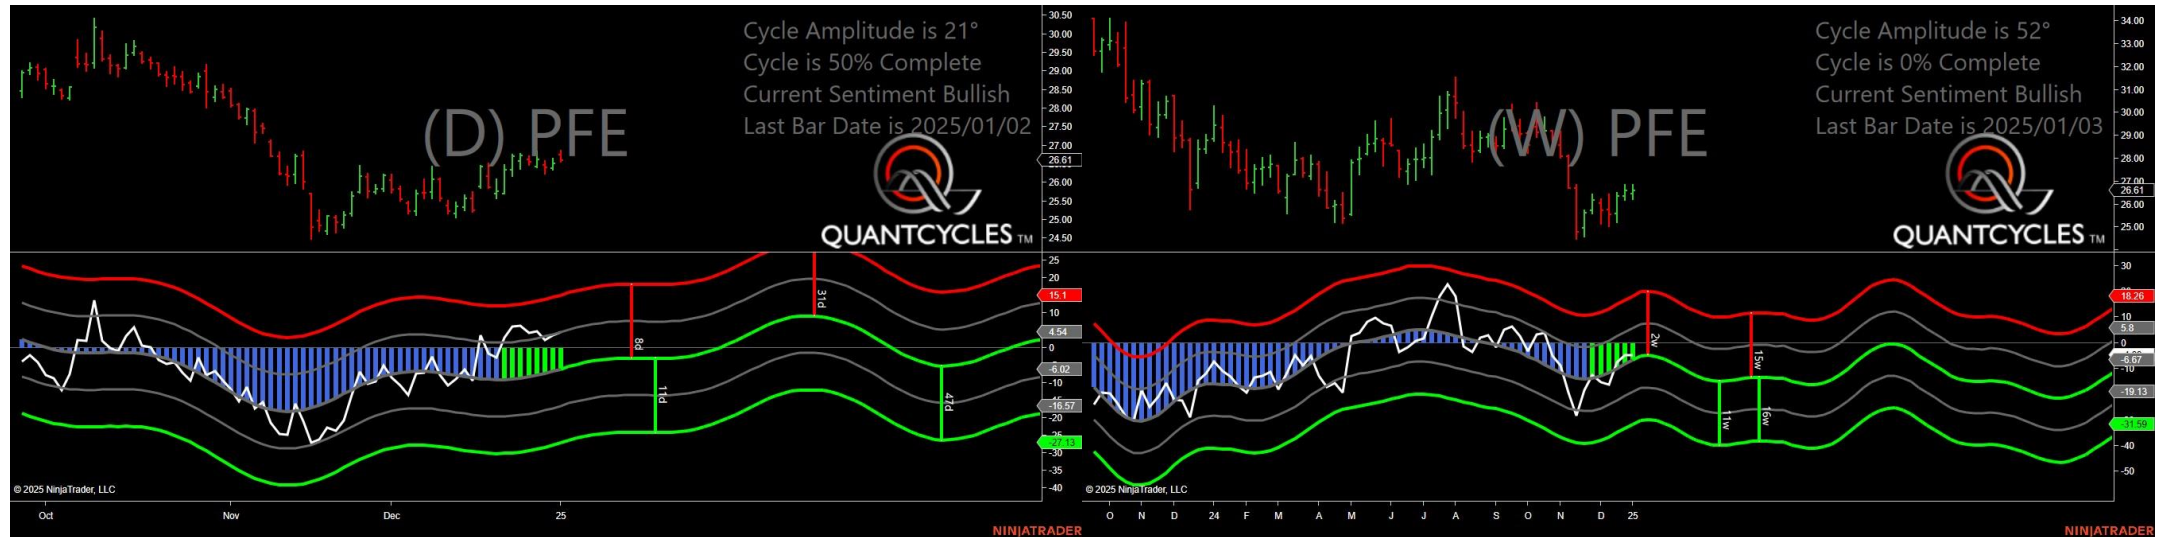 Cycle Amplitude is 21°
Cycle is 50% Complete
Current Sentiment Bullish
Last Bar Date is 2025/01/02
(D) PFE
QUANTCYCLES TM
30.50
30.00
29.50
29.00
28.50
28.00
27.50
27.00
26.61
26.00
25.50
25.00
24.50
25
20
15.1
10
4.54
0
-6.02
-10
-16.57
-20
-27.13
-30
-35
-40
8d
11d
31d
47d
© 2025 NinjaTrader, LLC
Oct
Nov
Dec
25
NINJATRADER
Cycle Amplitude is 52°
Cycle is 0% Complete
Current Sentiment Bullish
Last Bar Date is 2025/01/03
(W) PFE
QUANTCYCLES TM
34.00
33.00
32.00
31.00
30.00
29.00
28.00
27.00
26.61
26.00
25.00
30
18.26
10
5.8
0
-6.67
-10
-19.13
-31.59
-40
-50
2w
11w
15w
16w
© 2025 NinjaTrader, LLC
O N D 24 F M A M J J A S O N D 25
NINJATRADER